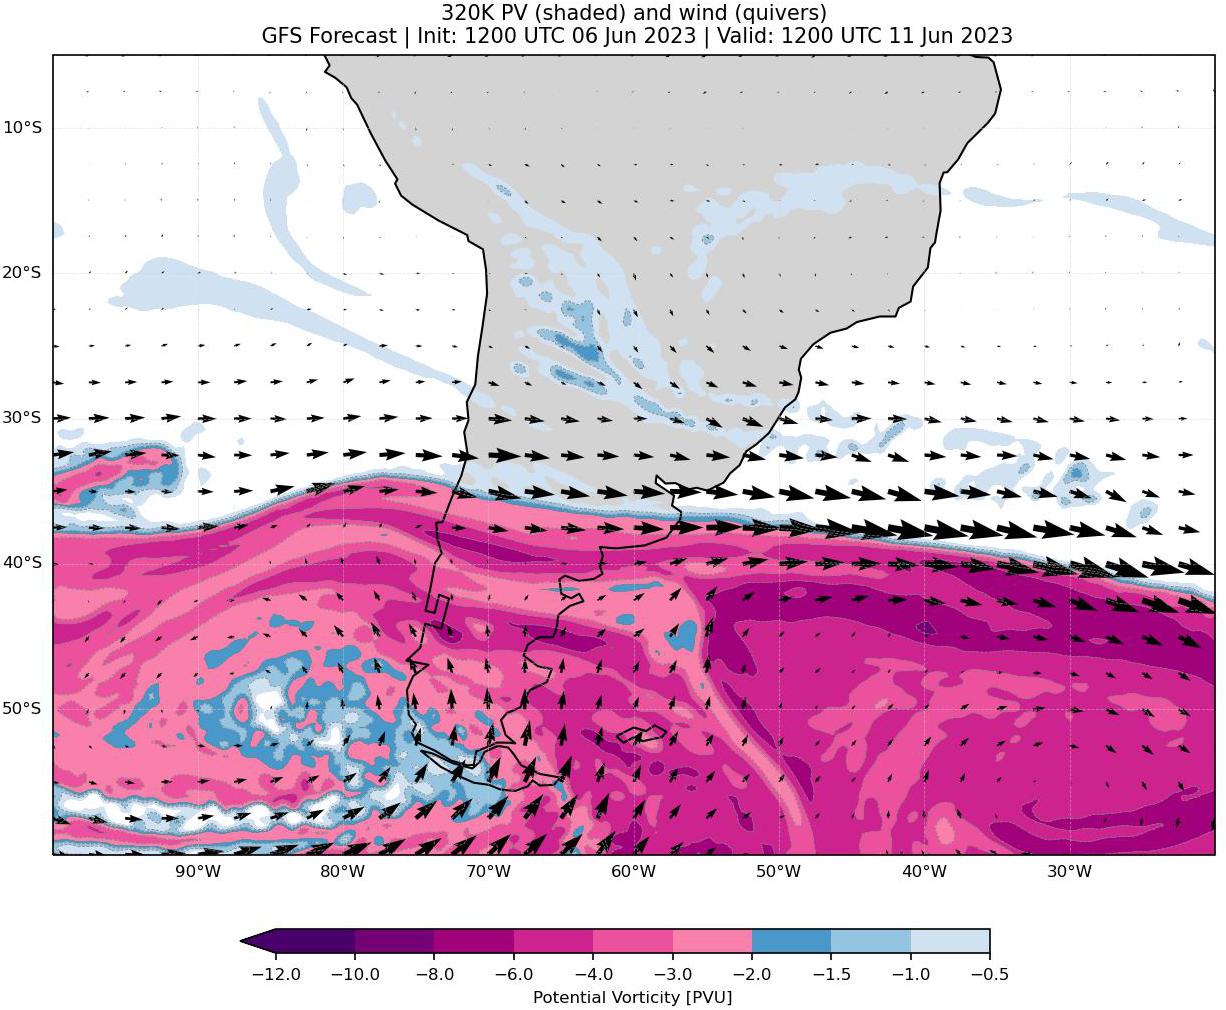 320K PV (shaded) and wind (quivers)
GFS Forecast | Init: 1200 UTC 06 Jun 2023 | Valid: 1200 UTC 11 Jun 2023
10°S
20°S
30°S
40°S
50°S
90°W 80°W 70°W 60°W 50°W 40°W 30°W
−12.0 −10.0 −8.0 −6.0 −4.0 −3.0 −2.0 −1.5 −1.0 −0.5
Potential Vorticity [PVU]